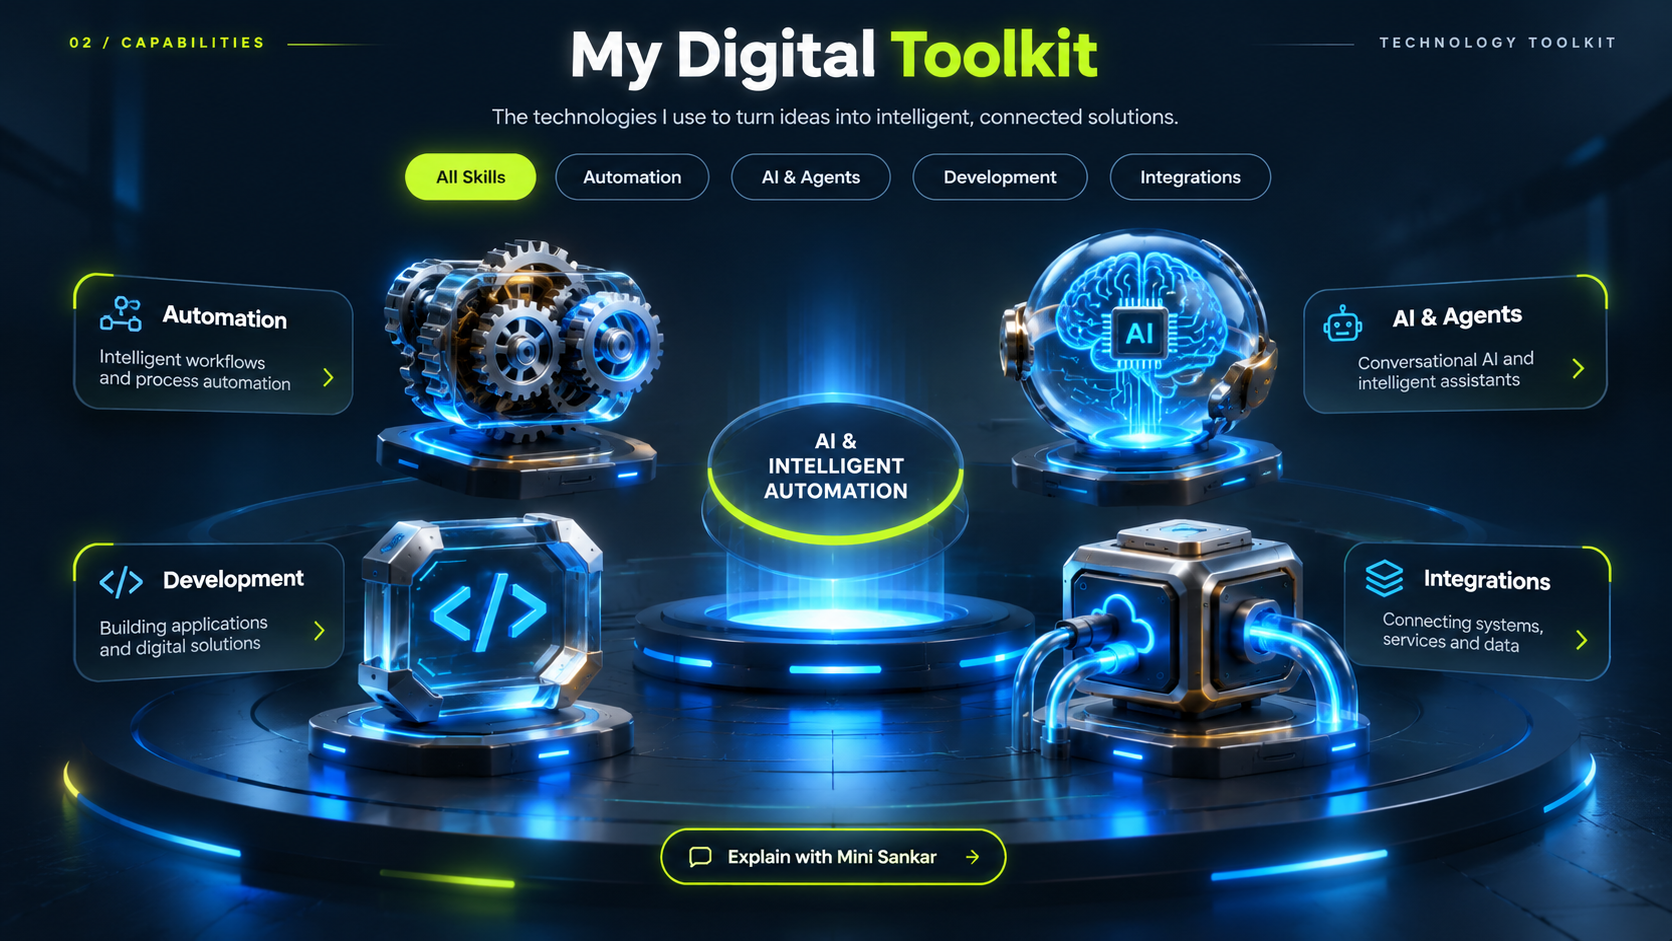 02 / CAPABILITIES
My Digital Toolkit
TECHNOLOGY TOOLKIT
The technologies I use to turn ideas into intelligent, connected solutions.
All Skills
Automation
AI & Agents
Development
Integrations
Automation
Intelligent workflows
and process automation
AI
AI & Agents
Conversational AI and
intelligent assistants
AI &
INTELLIGENT
AUTOMATION
</>
Development
Building applications
and digital solutions
</>
Integrations
Connecting systems,
services and data
Explain with Mini Sankar